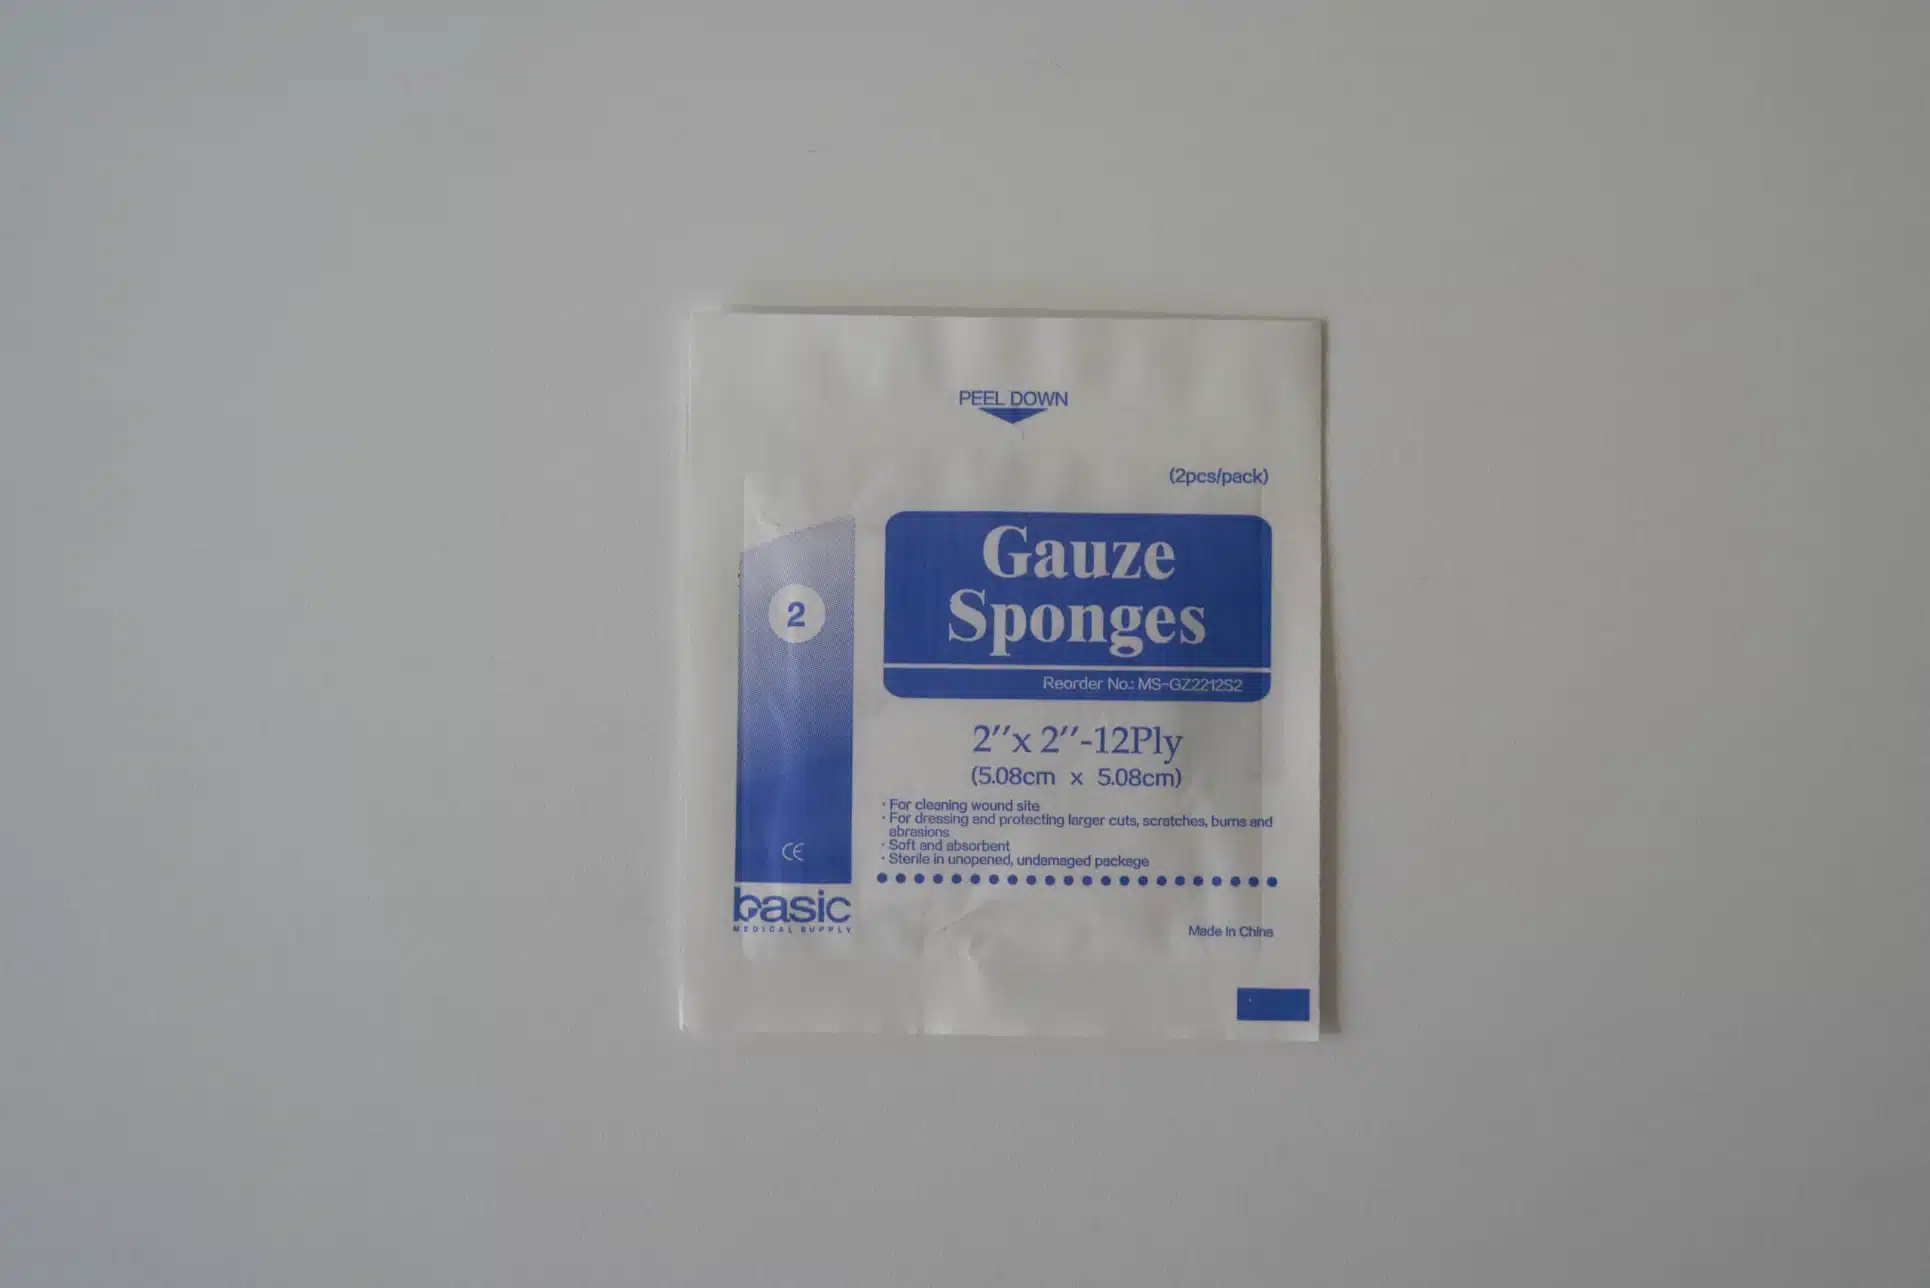 PEEL DOWN
(2pcs/pack)
Gauze
Sponges
Reorder No.: MS-GZ2212S2
2
2''x 2''-12Ply
(5.08cm x 5.08cm)
· For cleaning wound site
· For dressing and protecting larger cuts, scratches, burns and
abrasions
· Soft and absorbent
· Sterile in unopened, undamaged package
CE
basic
MEDICAL SUPPLY
Made in China